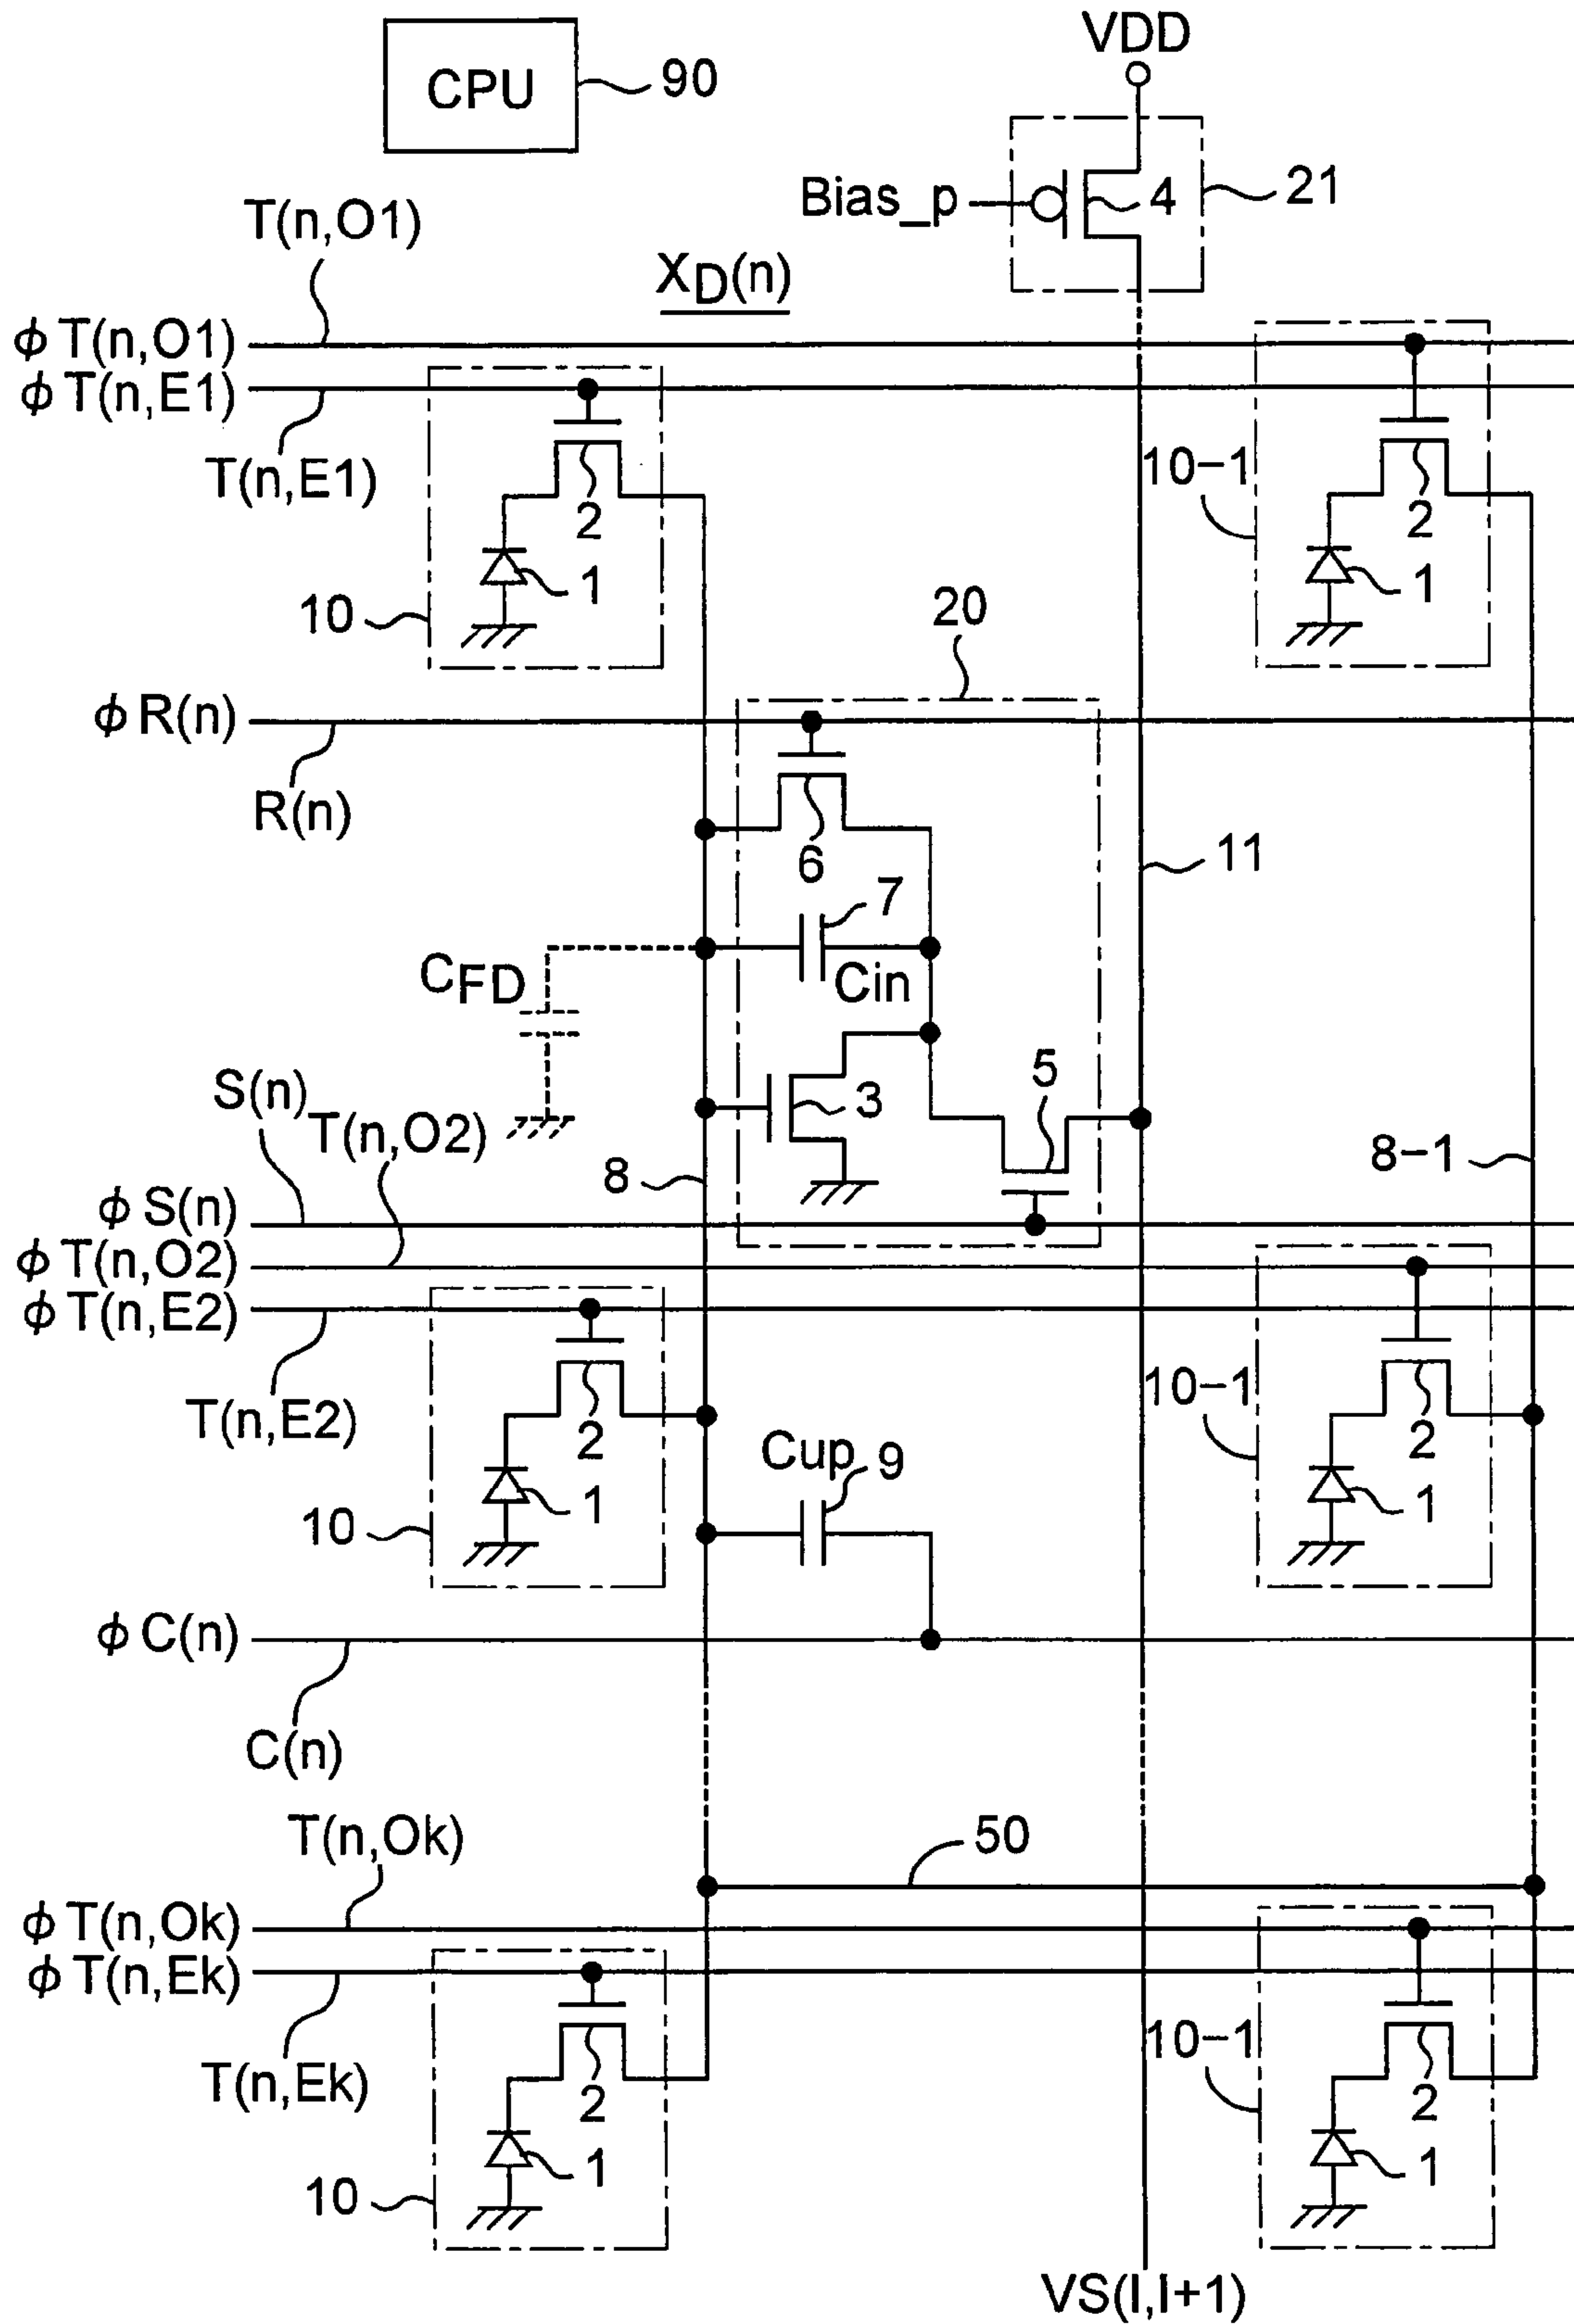 VDD
CPU
90
Bias_p
4
21
T(n,O1)
XD(n)
φT(n,O1)
φT(n,E1)
T(n,E1)
2
1
10
10-1
2
1
20
φR(n)
R(n)
6
11
7
CFD
Cin
5
S(n)
3
T(n,O2)
8
8-1
φS(n)
φT(n,O2)
φT(n,E2)
T(n,E2)
2
1
10
10-1
2
1
Cup
9
φC(n)
C(n)
T(n,Ok)
50
φT(n,Ok)
φT(n,Ek)
T(n,Ek)
2
1
10
10-1
2
1
VS(l,l+1)